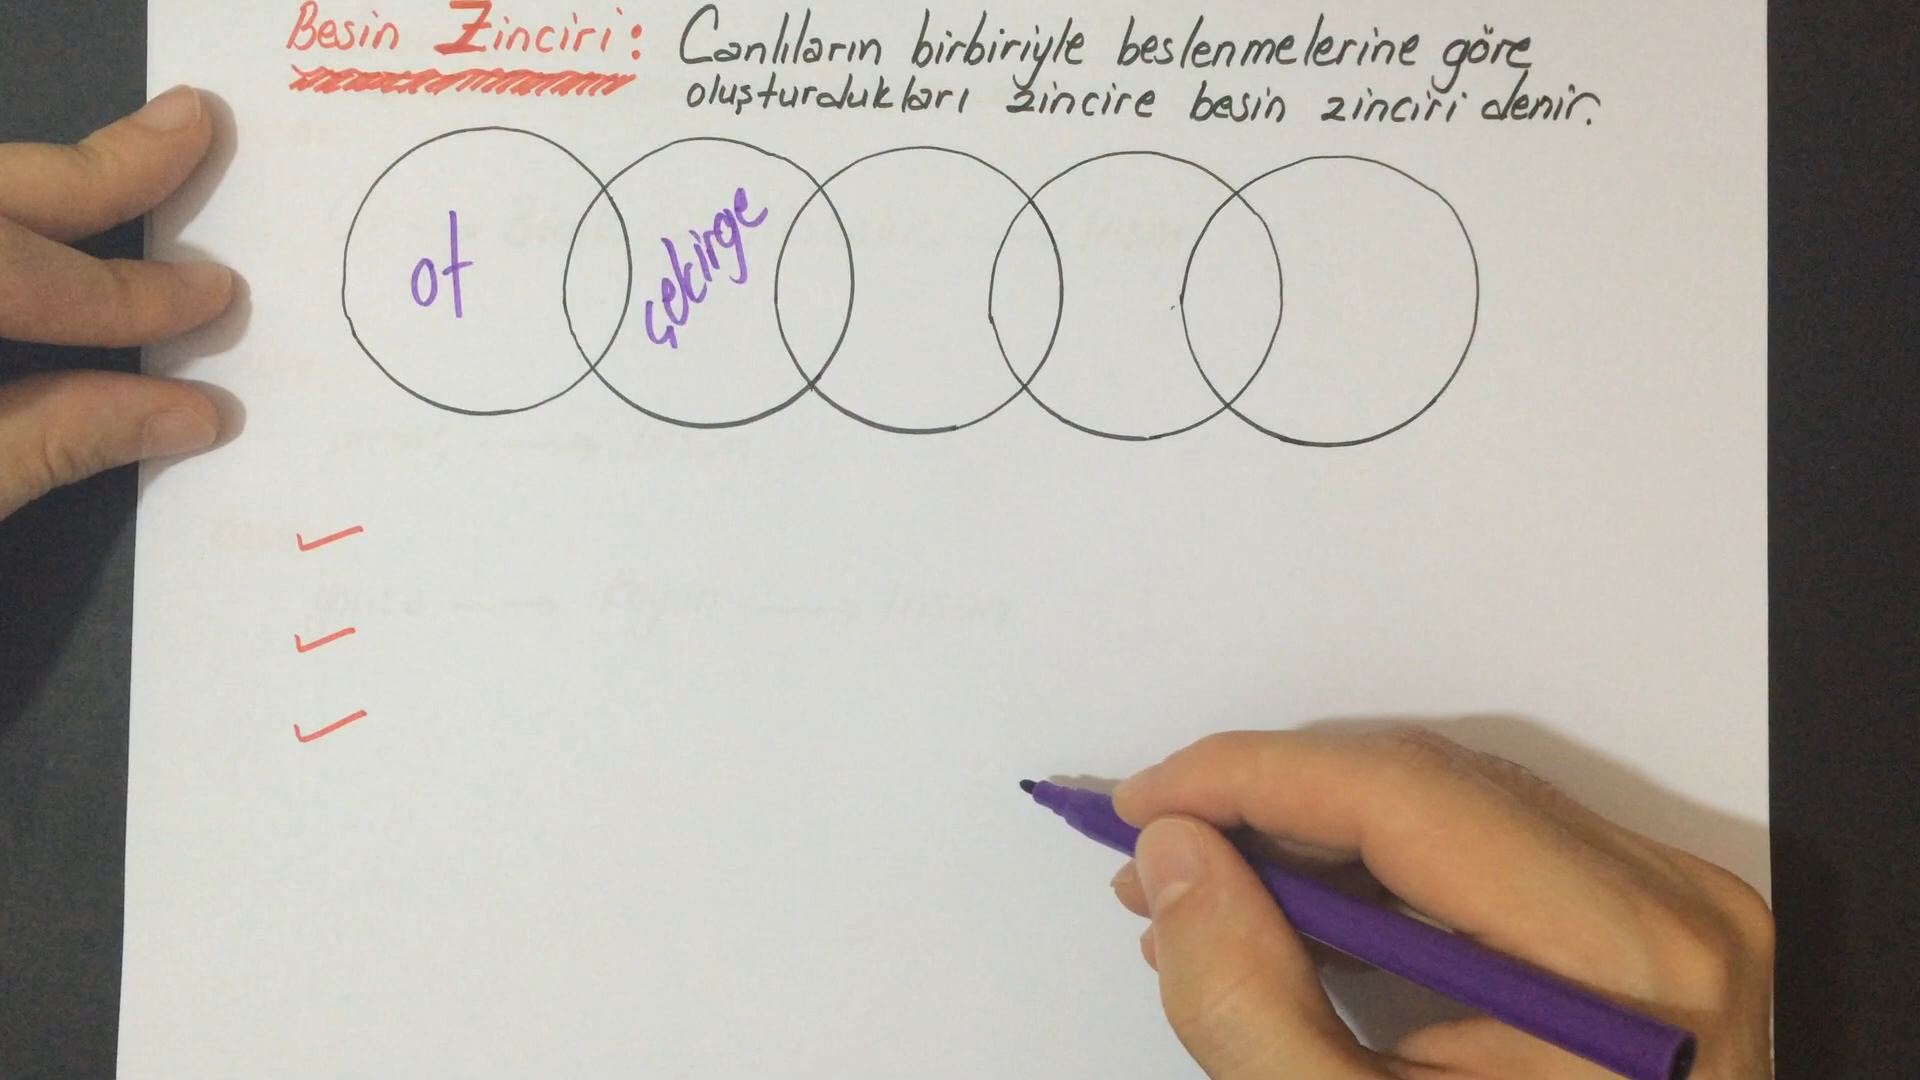 Besin Zinciri: Canlıların birbiriyle beslenmelerine göre
oluşturdukları zincire besin zinciri denir.
ot
çekirge